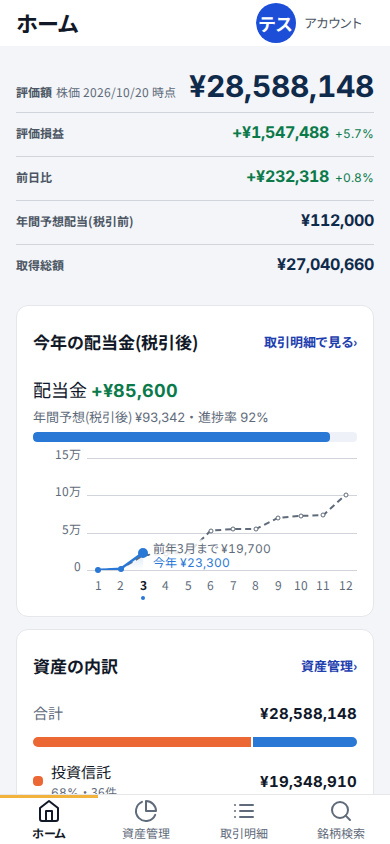 ホーム
テス アカウント
評価額 株価 2026/10/20 時点 ¥28,588,148
評価損益 +¥1,547,488 +5.7%
前日比 +¥232,318 +0.8%
年間予想配当(税引前) ¥112,000
取得総額 ¥27,040,660
今年の配当金(税引後) 取引明細で見る›
配当金 +¥85,600
年間予想(税引後) ¥93,342・進捗率 92%
15万
10万
5万
0
前年3月まで ¥19,700
今年 ¥23,300
1 2 3 4 5 6 7 8 9 10 11 12
資産の内訳 資産管理›
合計 ¥28,588,148
投資信託 ¥19,348,910
68%・36件
ホーム 資産管理 取引明細 銘柄検索